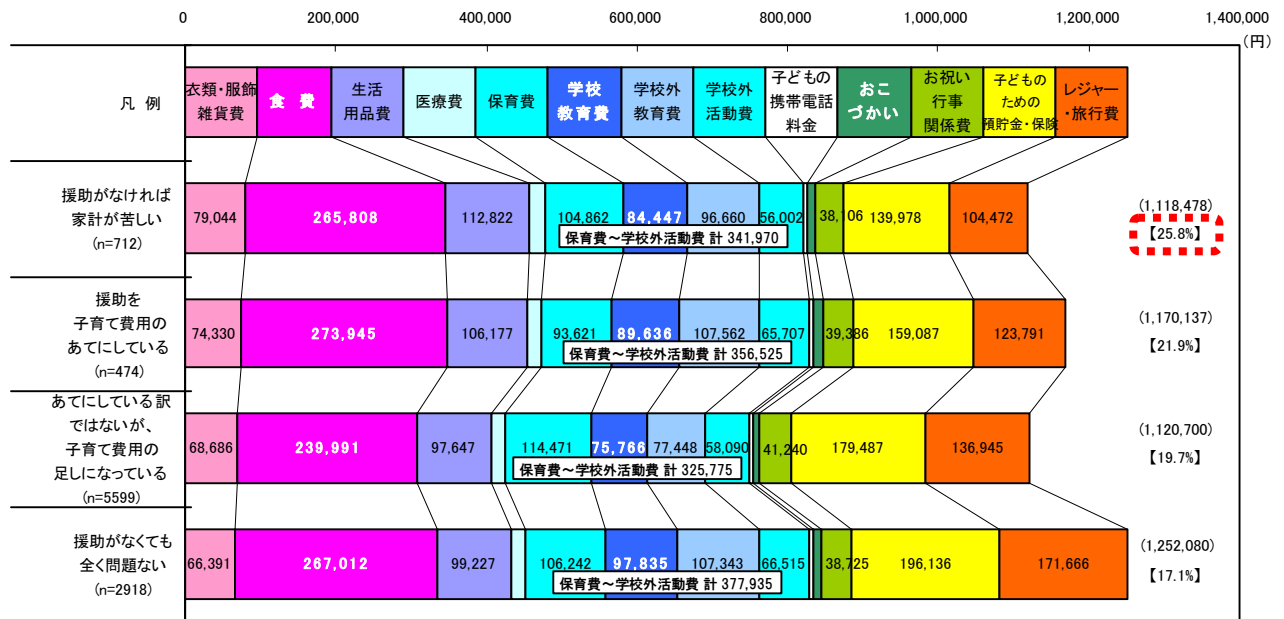 0 200,000 400,000 600,000 800,000 1,000,000 1,200,000 1,400,000
(円)
凡 例
衣類・服飾
雑貨費
食 費
生活
用品費
医療費
保育費
学校
教育費
学校外
教育費
学校外
活動費
子どもの
携帯電話
料金
おこ
づかい
お祝い
行事
関係費
子どもの
ための
預貯金・保険
レジャー
・旅行費
援助がなければ
家計が苦しい
(n=712)
79,044 265,808 112,822 104,862 84,447 96,660 56,002 38,106 139,978 104,472
保育費～学校外活動費 計 341,970
(1,118,478)
【25.8%】
援助を
子育て費用の
あてにしている
(n=474)
74,330 273,945 106,177 93,621 89,636 107,562 65,707 39,386 159,087 123,791
保育費～学校外活動費 計 356,525
(1,170,137)
【21.9%】
あてにしている訳
ではないが、
子育て費用の
足しになっている
(n=5599)
68,686 239,991 97,647 114,471 75,766 77,448 58,090 41,240 179,487 136,945
保育費～学校外活動費 計 325,775
(1,120,700)
【19.7%】
援助がなくても
全く問題ない
(n=2918)
66,391 267,012 99,227 106,242 97,835 107,343 66,515 38,725 196,136 171,666
保育費～学校外活動費 計 377,935
(1,252,080)
【17.1%】